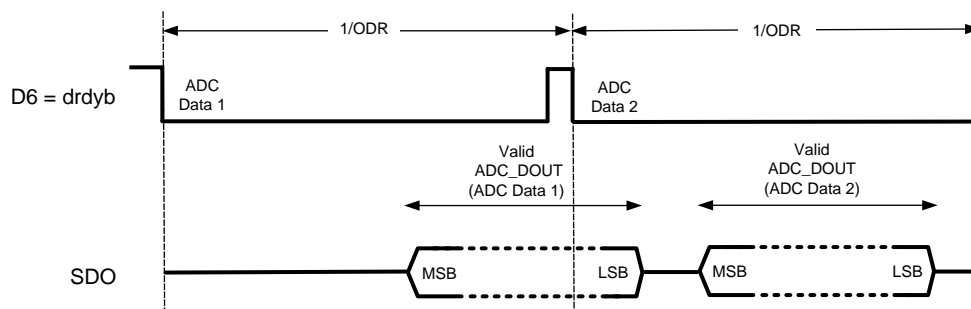 1/ODR
1/ODR
D6 = drdyb
ADC
Data 1
ADC
Data 2
Valid
ADC_DOUT
(ADC Data 1)
Valid
ADC_DOUT
(ADC Data 2)
SDO
MSB
LSB
MSB
LSB